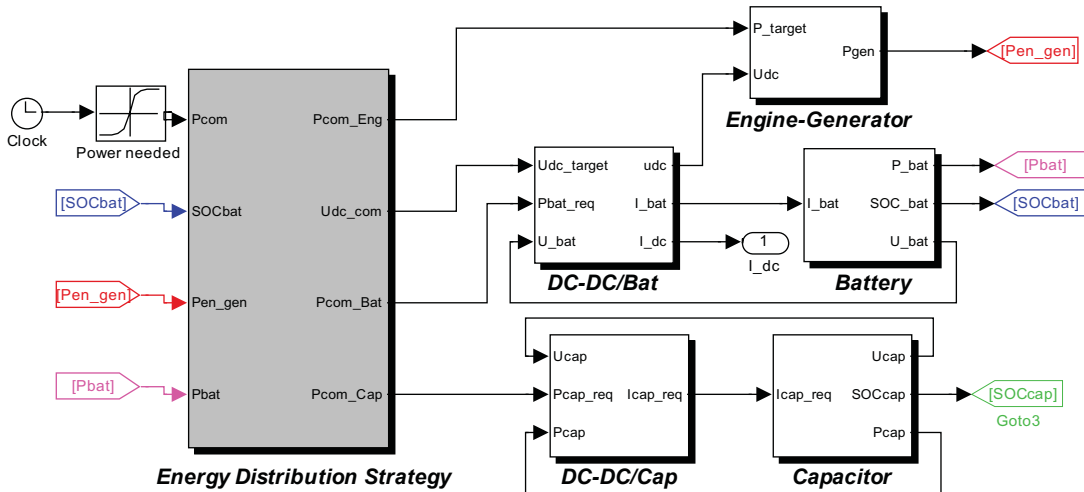 P_target
Pgen
Udc
[Pen_gen]
Engine-Generator
Clock
Power needed
Pcom
Pcom_Eng
[SOCbat]
SOCbat
Udc_com
[Pen_gen]
Pen_gen
Pcom_Bat
[Pbat]
Pbat
Pcom_Cap
Energy Distribution Strategy
Udc_target
udc
Pbat_req
I_bat
U_bat
I_dc
DC-DC/Bat
1
I_dc
I_bat
P_bat
SOC_bat
U_bat
Battery
[Pbat]
[SOCbat]
Ucap
Pcap_req
Icap_req
Pcap
DC-DC/Cap
Icap_req
Ucap
SOCcap
Pcap
Capacitor
[SOCcap]
Goto3